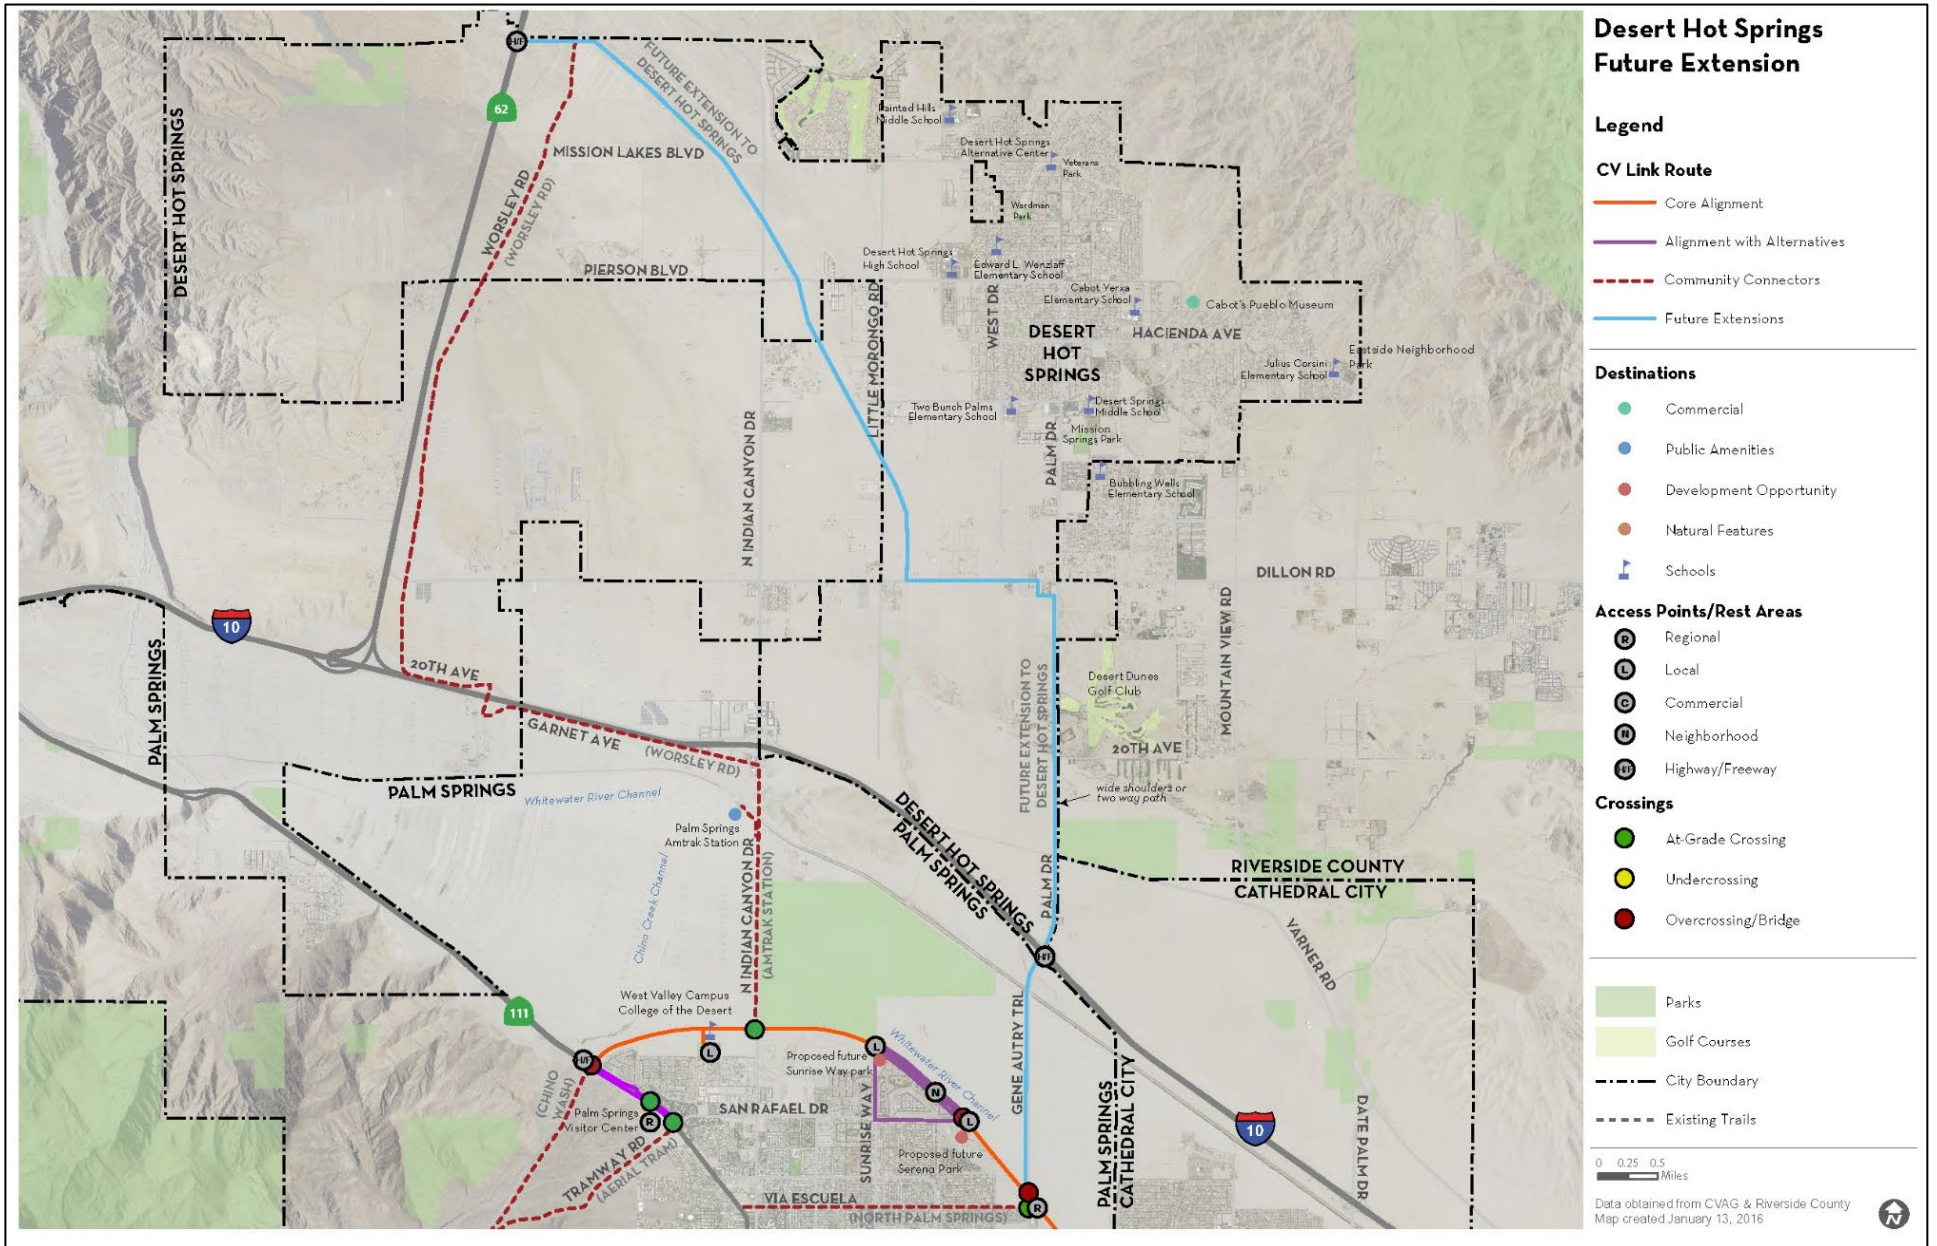 Desert Hot Springs
Future Extension
Legend
CV Link Route
Core Alignment
Alignment with Alternatives
Community Connectors
Future Extensions
Destinations
Commercial
Public Amenities
Development Opportunity
Natural Features
Schools
Access Points/Rest Areas
R Regional
L Local
C Commercial
N Neighborhood
H/F Highway/Freeway
Crossings
At-Grade Crossing
Undercrossing
Overcrossing/Bridge
Parks
Golf Courses
City Boundary
Existing Trails
0 0.25 0.5
Miles
Data obtained from CVAG & Riverside County
Map created January 13, 2016
N
H/F
62
DESERT HOT SPRINGS
FUTURE EXTENSION TO
DESERT HOT SPRINGS
MISSION LAKES BLVD
WORSLEY RD
(WORSLEY RD)
PIERSON BLVD
Painted Hills
Middle School
Desert Hot Springs
Alternative Center
Veterans
Park
Wardman
Park
Desert Hot Springs
High School
Edward L. Wenzlaff
Elementary School
Cabot Yerxa
Elementary School
Cabot's Pueblo Museum
LITTLE MORONGO RD
WEST DR
DESERT
HOT
SPRINGS
HACIENDA AVE
Julius Corsini
Elementary School
Eastside Neighborhood
Park
Two Bunch Palms
Elementary School
Desert Springs
Middle School
Mission
Springs Park
N INDIAN CANYON DR
PALM DR
Bubbling Wells
Elementary School
DILLON RD
10
PALM SPRINGS
20TH AVE
GARNET AVE
(WORSLEY RD)
MOUNTAIN VIEW RD
Desert Dunes
Golf Club
20TH AVE
FUTURE EXTENSION TO
DESERT HOT SPRINGS
wide shoulders or
two way path
PALM SPRINGS
Whitewater River Channel
Palm Springs
Amtrak Station
DESERT HOT SPRINGS
PALM SPRINGS
PALM DR
RIVERSIDE COUNTY
CATHEDRAL CITY
Chino Creek Channel
N INDIAN CANYON DR
(AMTRAK STATION)
VARNER RD
H/F
111
West Valley Campus
College of the Desert
L
H/F
Proposed future
Sunrise Way park
L
Whitewater River Channel
N
L
GENE AUTRY TRL
PALM SPRINGS
CATHEDRAL CITY
10
DATE PALM DR
(CHINO
WASH)
Palm Springs
Visitor Center
R
SAN RAFAEL DR
SUNRISE WAY
Proposed future
Serena Park
TRAMWAY RD
(AERIAL TRAM)
VIA ESCUELA
(NORTH PALM SPRINGS)
R